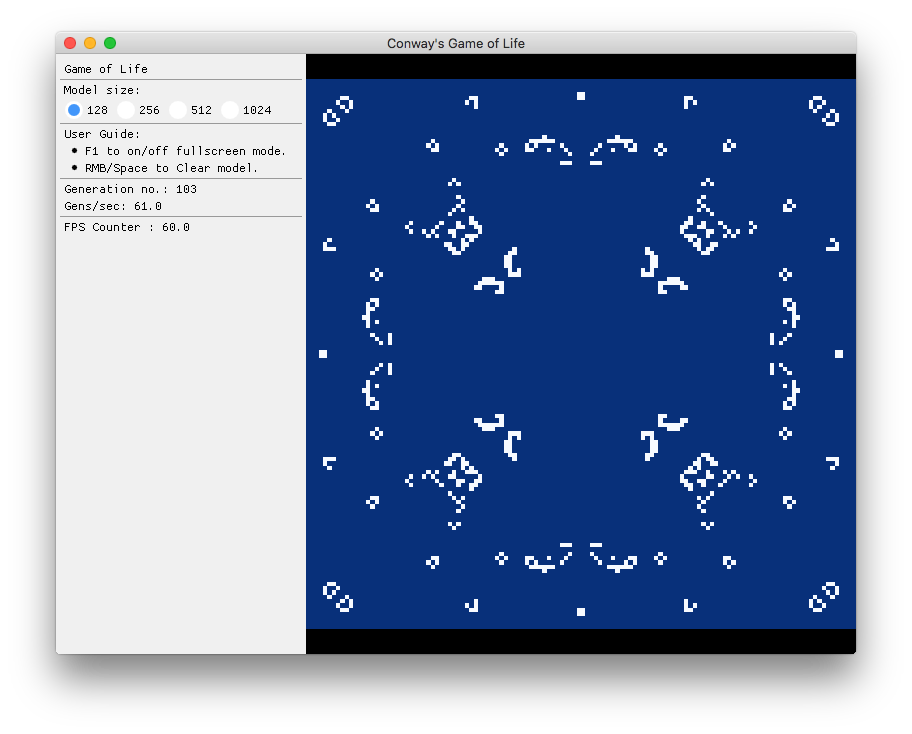 Conway's Game of Life
Game of Life
Model size:
128 256 512 1024
User Guide:
• F1 to on/off fullscreen mode.
• RMB/Space to Clear model.
Generation no.: 103
Gens/sec: 61.0
FPS Counter : 60.0